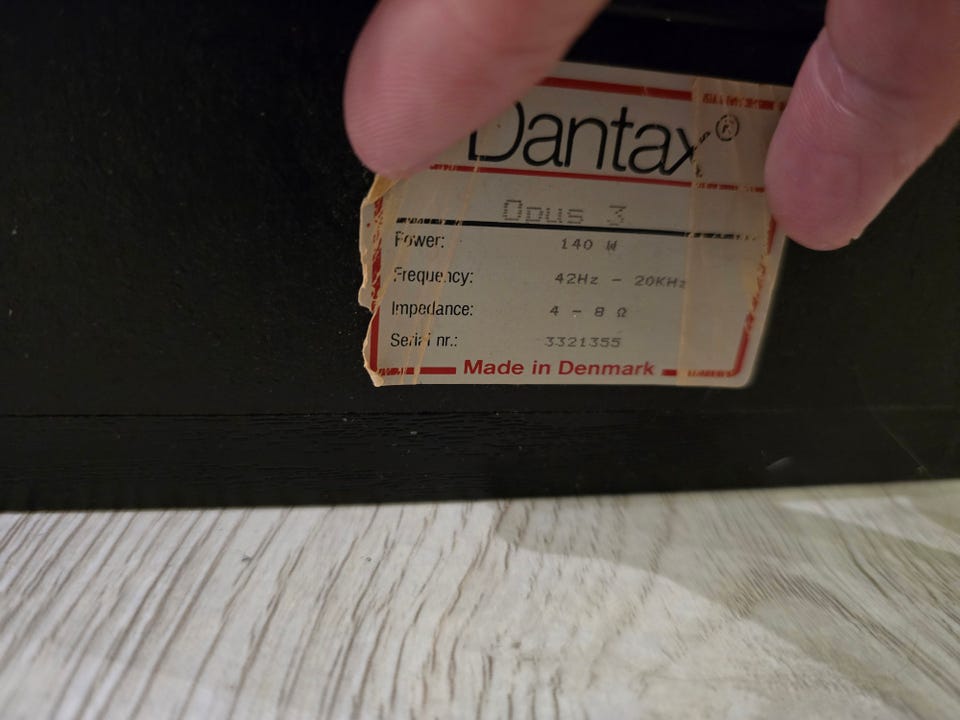 Dantax®
Opus 3
Power: 140 W
Frequency: 42Hz - 20KHz
Impedance: 4 - 8 Ω
Serial nr.: 3321355
Made in Denmark